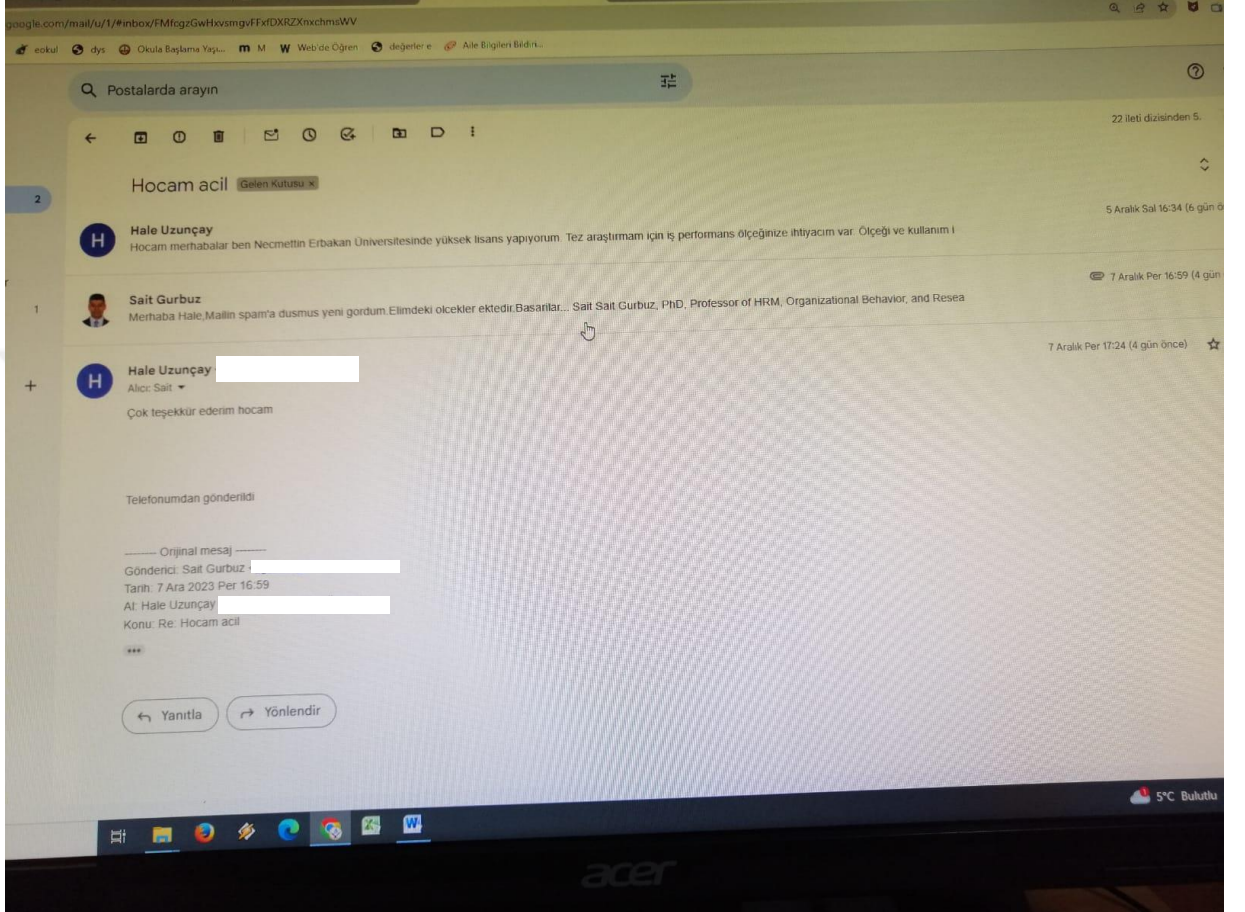 google.com/mail/u/1/#inbox/FMfcgzGwHxvsmgvFFxfDXRZXnxchmsWV
eokul dys Okula Başlama Yaşı... M W Web'de Öğren değerler e Aile Bilgileri Bildiri...
Postalarda arayın
22 ileti dizisinden 5.
Hocam acil Gelen Kutusu ×
2
5 Aralık Sal 16:34 (6 gün ö
H
Hale Uzunçay
Hocam merhabalar ben Necmettin Erbakan Üniversitesinde yüksek lisans yapıyorum. Tez araştırmam için iş performans ölçeğinize ihtiyacım var. Ölçeği ve kullanım i
7 Aralık Per 16:59 (4 gün
1
Sait Gurbuz
Merhaba Hale,Mailin spam'a dusmus yeni gordum.Elimdeki olcekler ektedir.Basarilar... Sait Sait Gurbuz, PhD, Professor of HRM, Organizational Behavior, and Resea
7 Aralık Per 17:24 (4 gün önce)
H
Hale Uzunçay
Alıcı: Sait
Çok teşekkür ederim hocam
Telefonumdan gönderildi
-------- Orijinal mesaj --------
Gönderici: Sait Gurbuz
Tarih: 7 Ara 2023 Per 16:59
Al: Hale Uzunçay
Konu: Re: Hocam acil
Yanıtla Yönlendir
5°C Bulutlu
acer